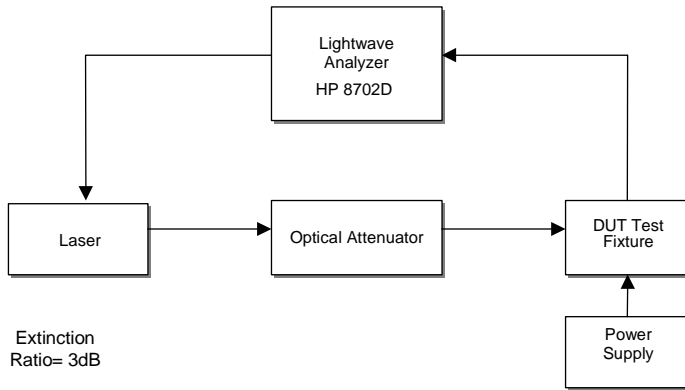 Lightwave
Analyzer
HP 8702D
Laser
Optical Attenuator
DUT Test
Fixture
Extinction
Ratio= 3dB
Power
Supply